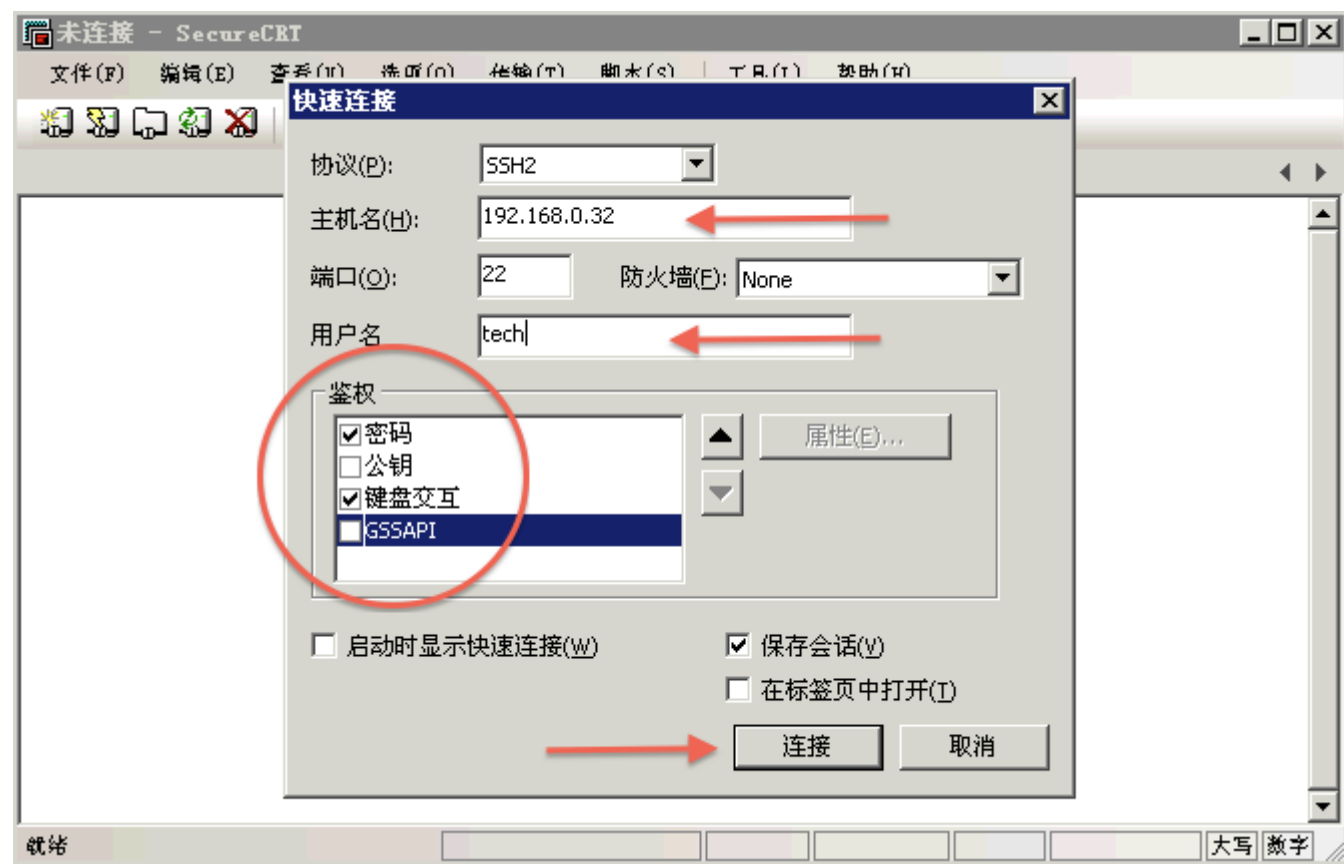 未连接 - SecureCRT
文件(F) 编辑(E) 查看(V) 选项(O) 传输(T) 脚本(S) 工具(L) 帮助(H)
快速连接
协议(P): SSH2
主机名(H): 192.168.0.32
端口(O): 22 防火墙(F): None
用户名 tech
鉴权
密码
公钥
键盘交互
GSSAPI
属性(E)...
启动时显示快速连接(W) 保存会话(V)
在标签页中打开(T)
连接 取消
就绪 大写 数字